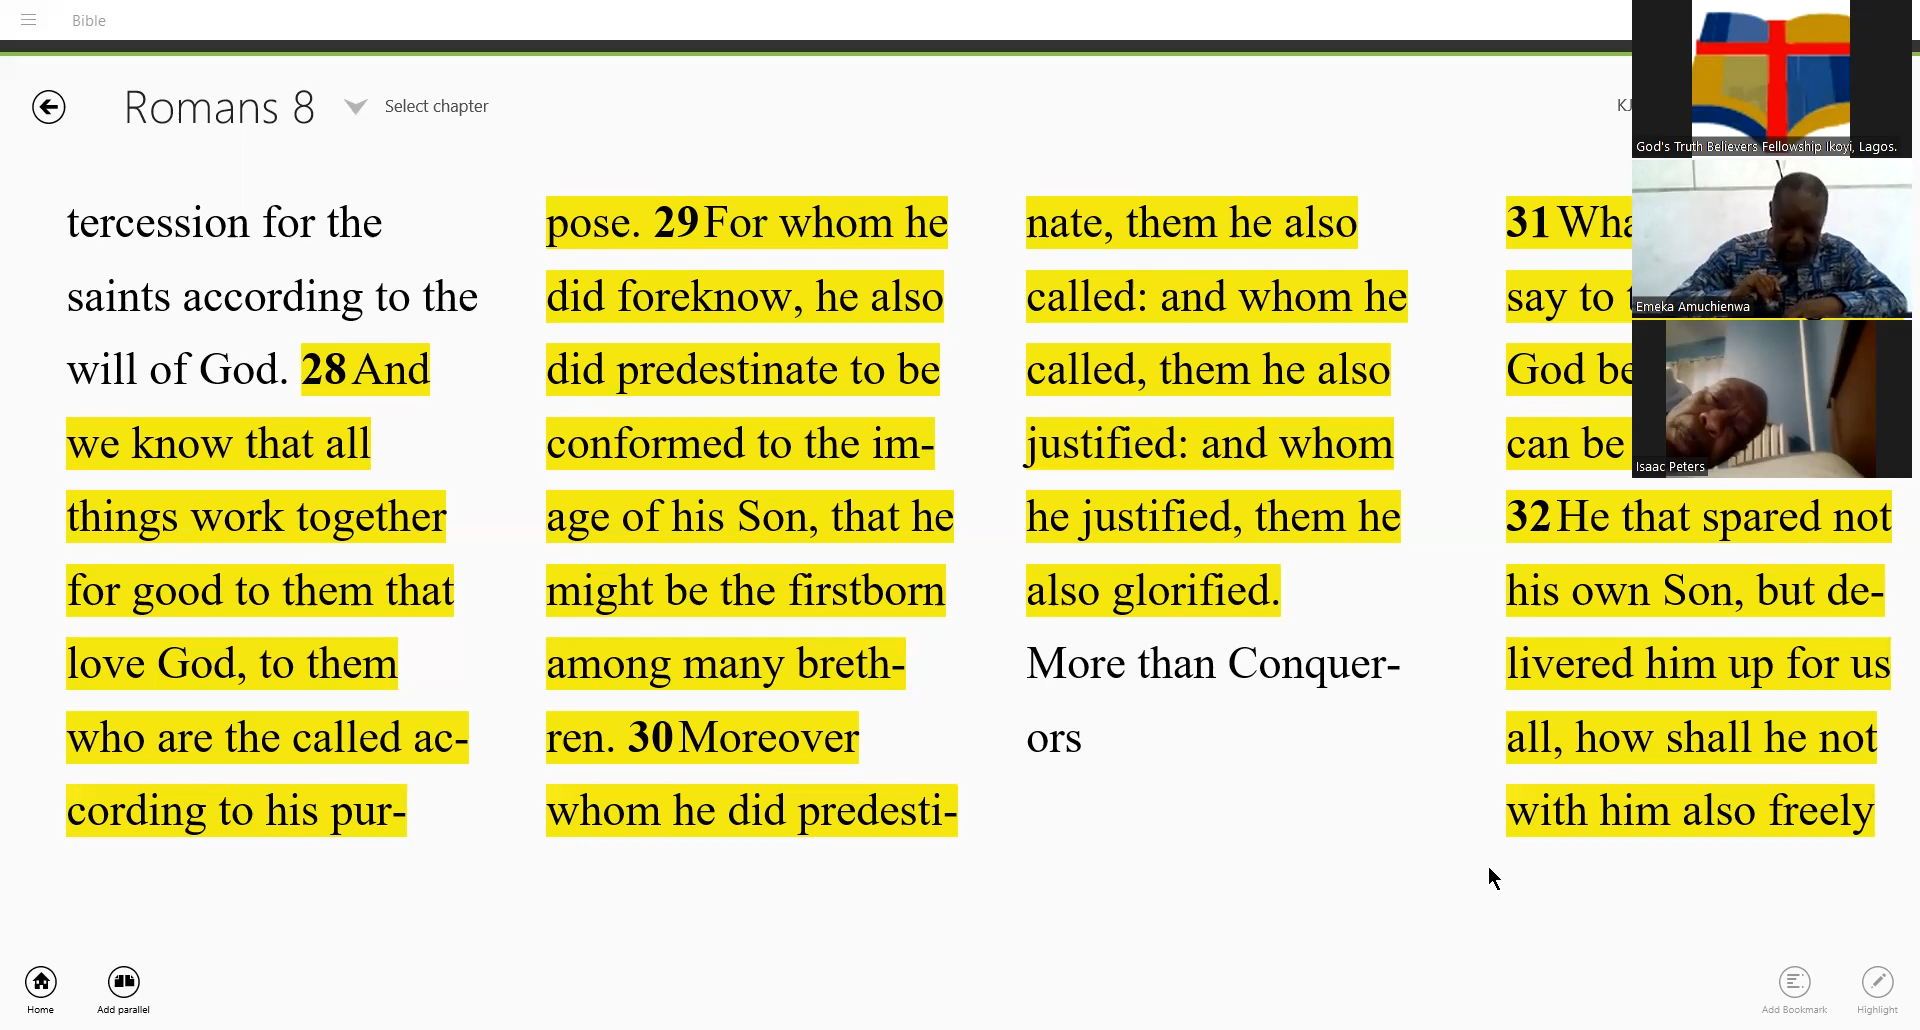 Bible
Romans 8
Select chapter
KJ
tercession for the
saints according to the
will of God. 28 And
we know that all
things work together
for good to them that
love God, to them
who are the called ac-
cording to his pur-
pose. 29 For whom he
did foreknow, he also
did predestinate to be
conformed to the im-
age of his Son, that he
might be the firstborn
among many breth-
ren. 30 Moreover
whom he did predesti-
nate, them he also
called: and whom he
called, them he also
justified: and whom
he justified, them he
also glorified.
More than Conquer-
ors
31 Wha
say to t
God be
can be
32 He that spared not
his own Son, but de-
livered him up for us
all, how shall he not
with him also freely
God's Truth Believers Fellowship Ikoyi, Lagos.
Emeka Amuchienwa
Isaac Peters
Home
Add parallel
Add Bookmark
Highlight